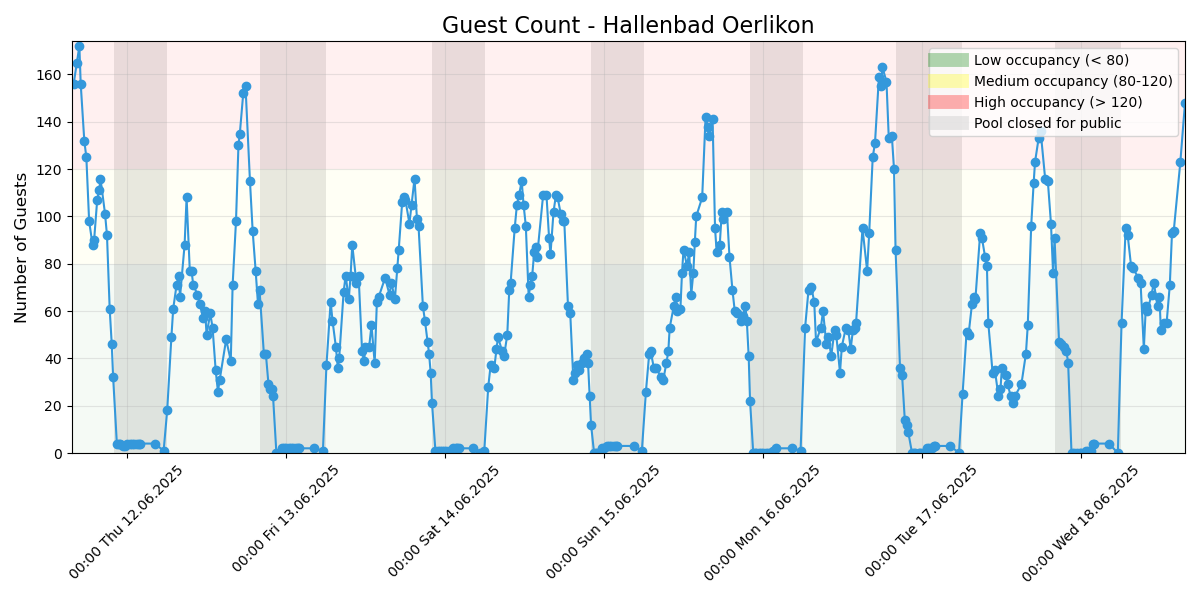 Guest Count - Hallenbad Oerlikon
Number of Guests
160
140
120
100
80
60
40
20
0
Low occupancy (< 80)
Medium occupancy (80-120)
High occupancy (> 120)
Pool closed for public
00:00 Thu 12.06.2025
00:00 Fri 13.06.2025
00:00 Sat 14.06.2025
00:00 Sun 15.06.2025
00:00 Mon 16.06.2025
00:00 Tue 17.06.2025
00:00 Wed 18.06.2025